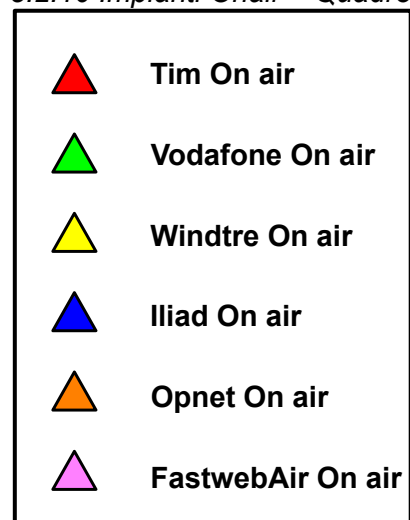 Tim On air
Vodafone On air
Windtre On air
Iliad On air
Opnet On air
FastwebAir On air